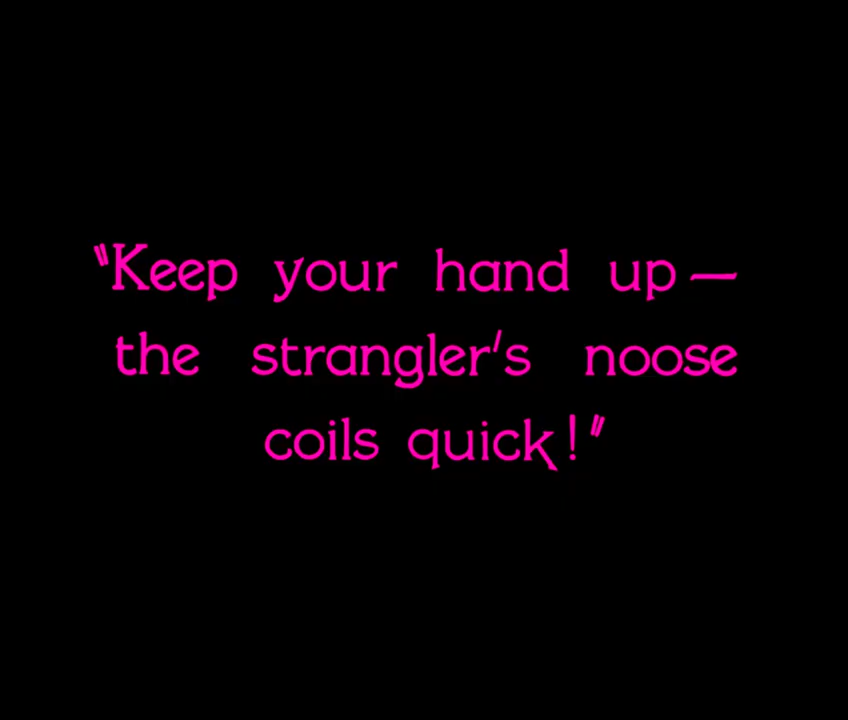 "Keep your hand up—
the strangler's noose
coils quick!"